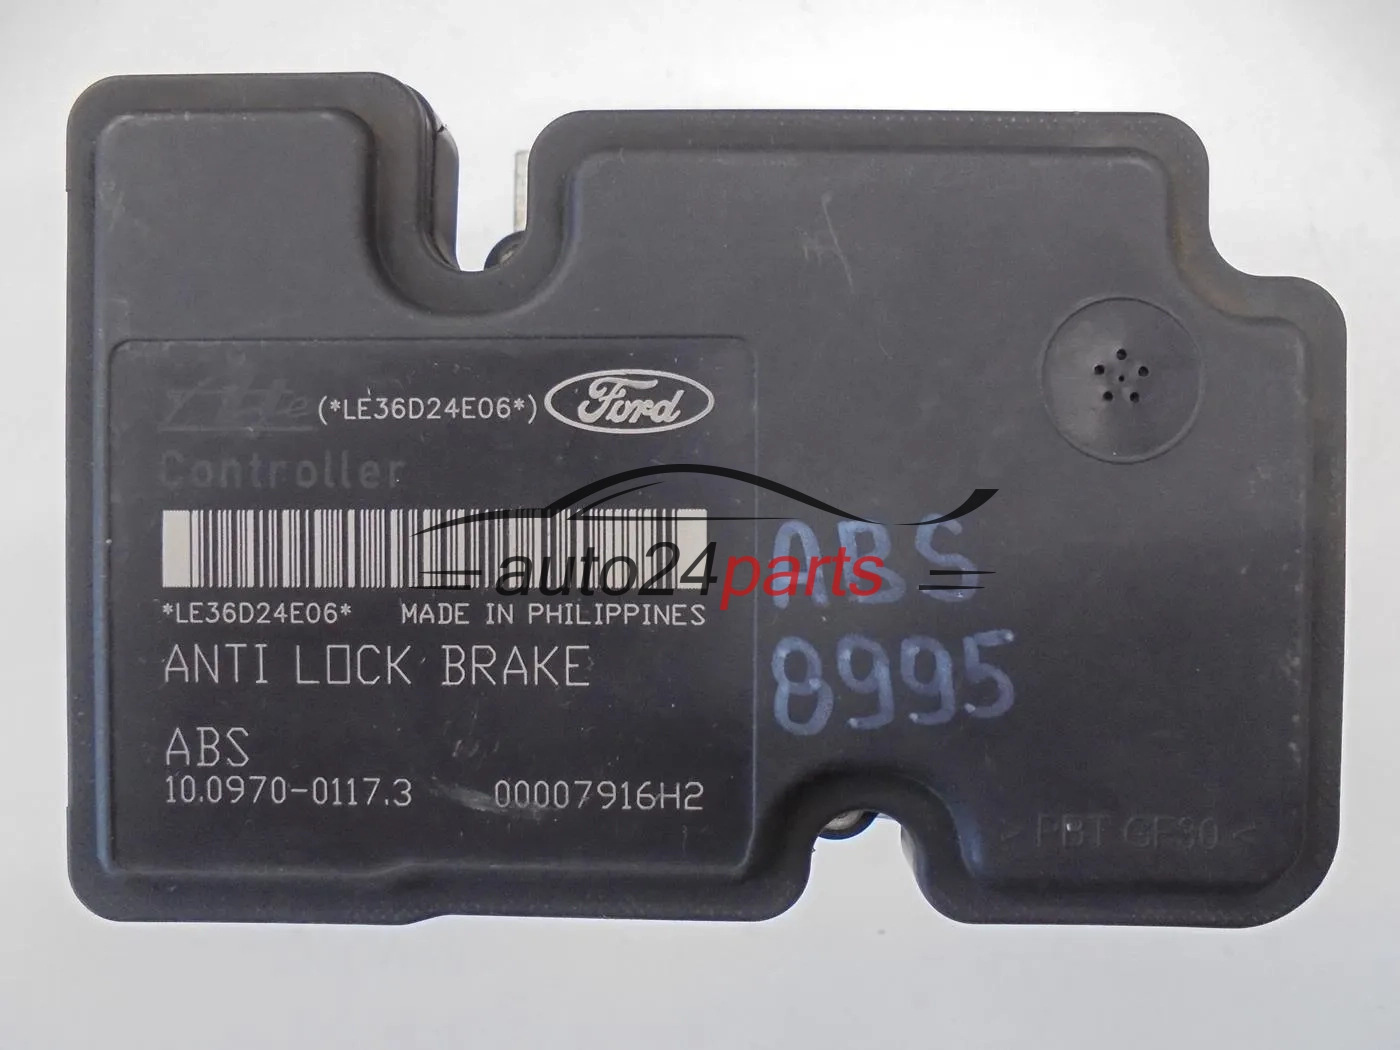 Ate (*LE36D24E06*) Ford
Controller
auto24parts
*LE36D24E06* MADE IN PHILIPPINES
ANTI LOCK BRAKE
ABS
10.0970-0117.3 00007916H2
ABS
8995
> PBT GF30 <